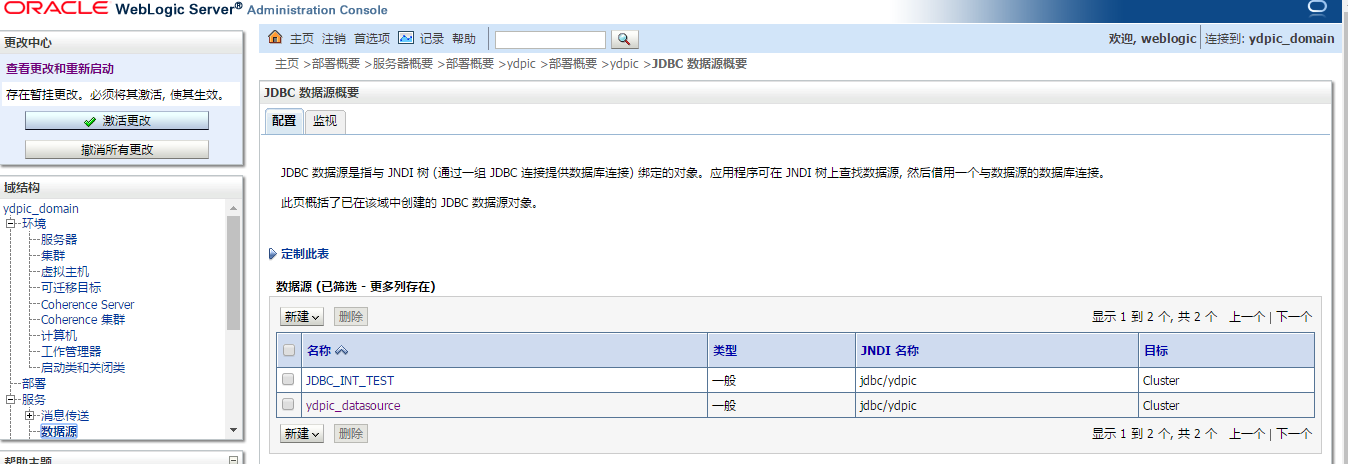 ORACLE WebLogic Server® Administration Console
更改中心
查看更改和重新启动
存在暂挂更改。必须将其激活, 使其生效。
激活更改
撤消所有更改
域结构
ydpic_domain
环境
服务器
集群
虚拟主机
可迁移目标
Coherence Server
Coherence 集群
计算机
工作管理器
启动类和关闭类
部署
服务
消息传送
数据源
帮助主题
主页 注销 首选项 记录 帮助
欢迎, weblogic 连接到: ydpic_domain
主页 >部署概要 >服务器概要 >部署概要 >ydpic >部署概要 >ydpic >JDBC 数据源概要
JDBC 数据源概要
配置 监视
JDBC 数据源是指与 JNDI 树 (通过一组 JDBC 连接提供数据库连接) 绑定的对象。应用程序可在 JNDI 树上查找数据源, 然后借用一个与数据源的数据库连接。
此页概括了已在该域中创建的 JDBC 数据源对象。
定制此表
数据源 (已筛选 - 更多列存在)
新建 删除 显示 1 到 2 个, 共 2 个 上一个 | 下一个
名称 类型 JNDI 名称 目标
JDBC_INT_TEST 一般 jdbc/ydpic Cluster
ydpic_datasource 一般 jdbc/ydpic Cluster
新建 删除 显示 1 到 2 个, 共 2 个 上一个 | 下一个